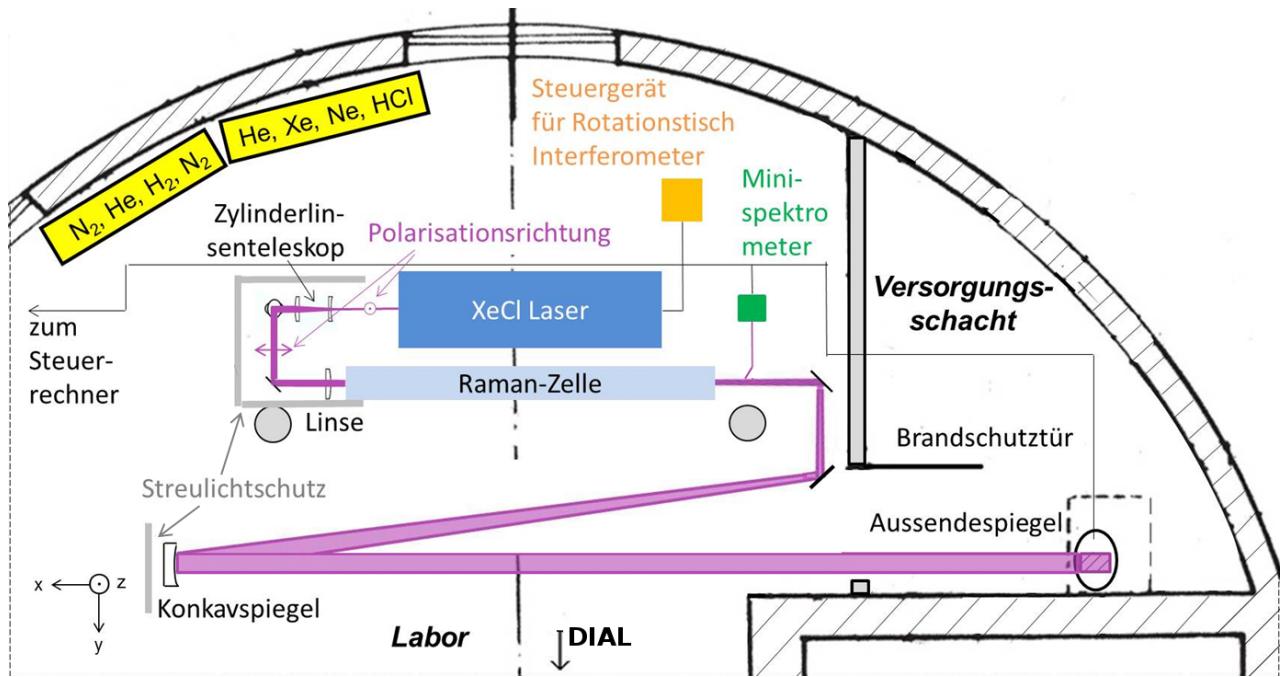 He, Xe, Ne, HCl
N₂, He, H₂, N₂
Steuergerät
für Rotationstisch
Interferometer
Mini-
spektro
meter
Zylinderlin-
senteleskop
Polarisationsrichtung
XeCl Laser
Versorgungs-
schacht
zum
Steuer-
rechner
Raman-Zelle
Linse
Brandschutztür
Streulichtschutz
Aussendespiegel
x
z
y
Konkavspiegel
Labor
DIAL